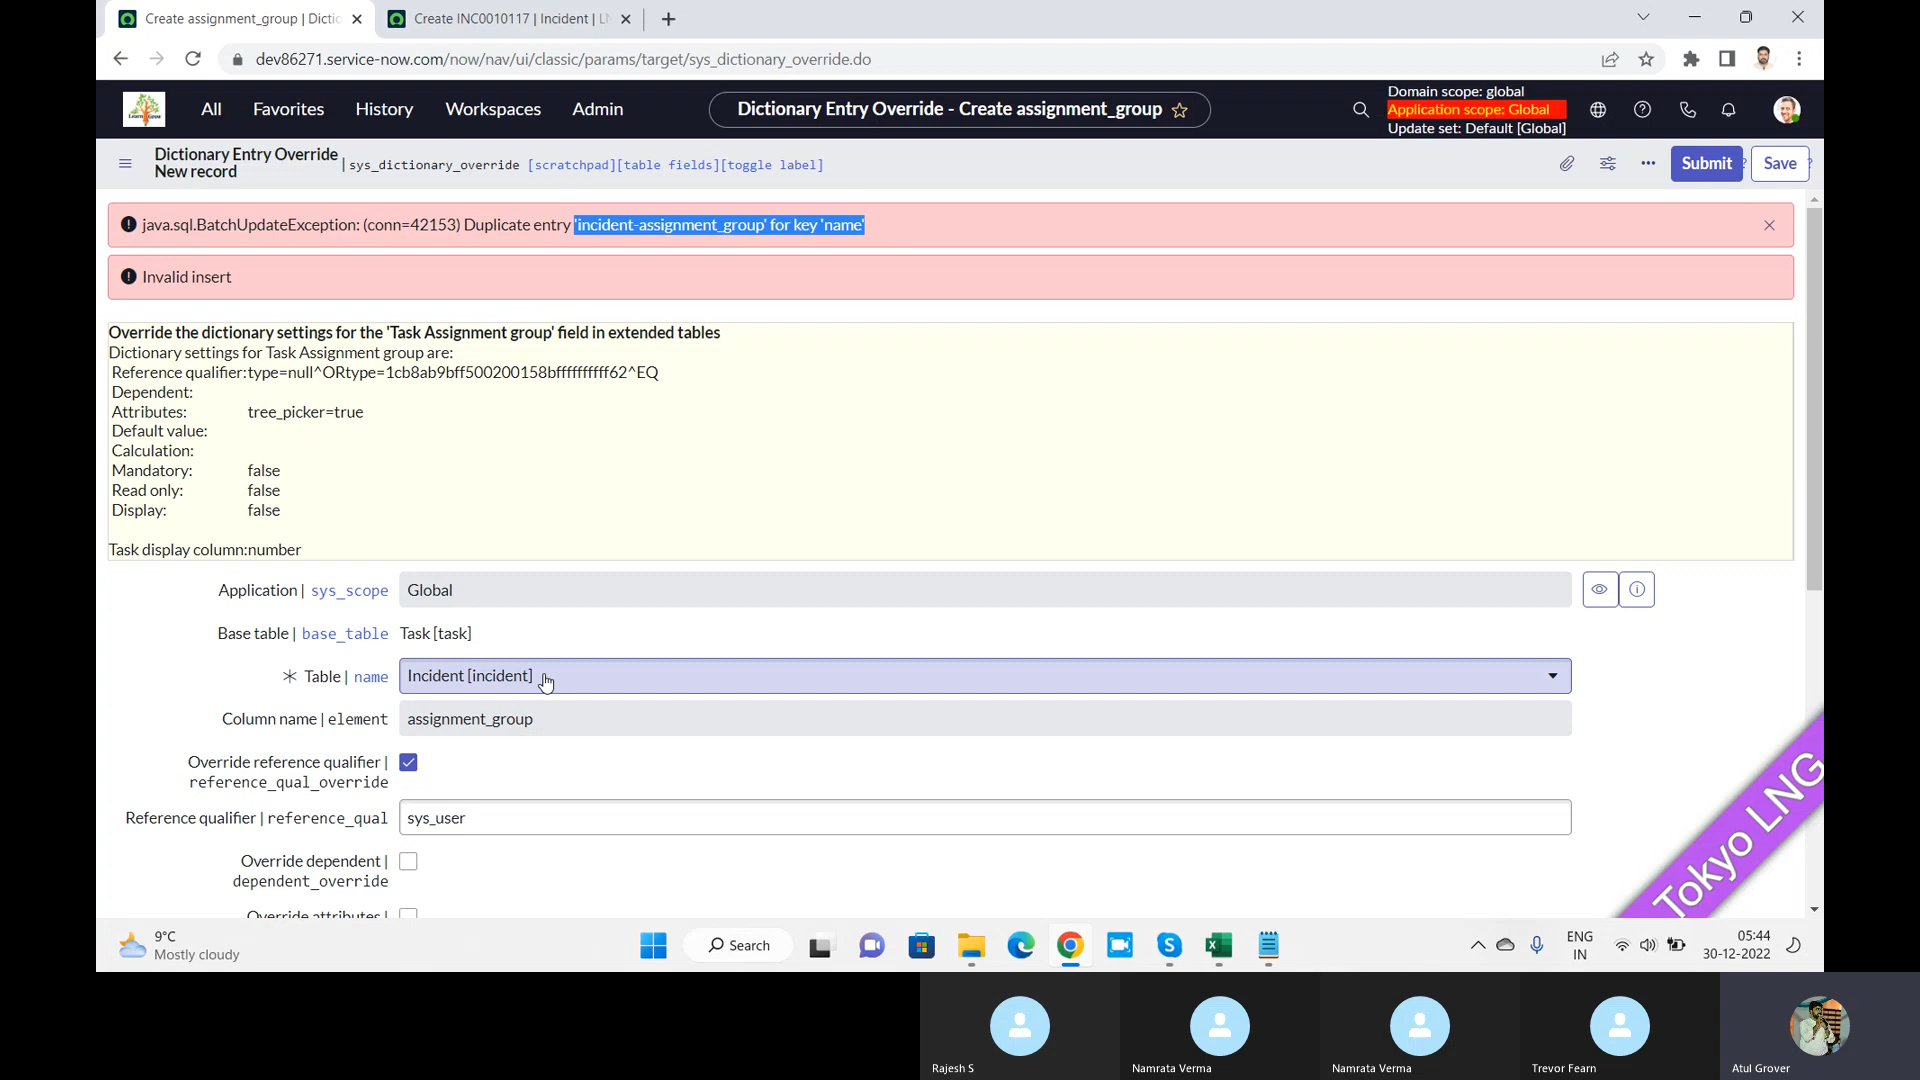 Create assignment_group | Dictio
Create INC0010117 | Incident | L
dev86271.service-now.com/now/nav/ui/classic/params/target/sys_dictionary_override.do
All Favorites History Workspaces Admin
Dictionary Entry Override - Create assignment_group
Domain scope: global
Application scope: Global
Update set: Default [Global]
Dictionary Entry Override
New record
|sys_dictionary_override [scratchpad][table fields][toggle label]
Submit
Save
java.sql.BatchUpdateException: (conn=42153) Duplicate entry 'incident-assignment_group' for key 'name'
Invalid insert
Override the dictionary settings for the 'Task Assignment group' field in extended tables
Dictionary settings for Task Assignment group are:
Reference qualifier:type=null^ORtype=1cb8ab9bff500200158bffffffffff62^EQ
Dependent:
Attributes: tree_picker=true
Default value:
Calculation:
Mandatory: false
Read only: false
Display: false
Task display column:number
Application | sys_scope Global
Base table | base_table Task [task]
Table | name Incident [incident]
Column name | element assignment_group
Override reference qualifier |
reference_qual_override
Reference qualifier | reference_qual sys_user
Override dependent |
dependent_override
Override attributes |
Tokyo LNG
9°C
Mostly cloudy
Search
ENG
IN
05:44
30-12-2022
Rajesh S
Namrata Verma
Namrata Verma
Trevor Fearn
Atul Grover